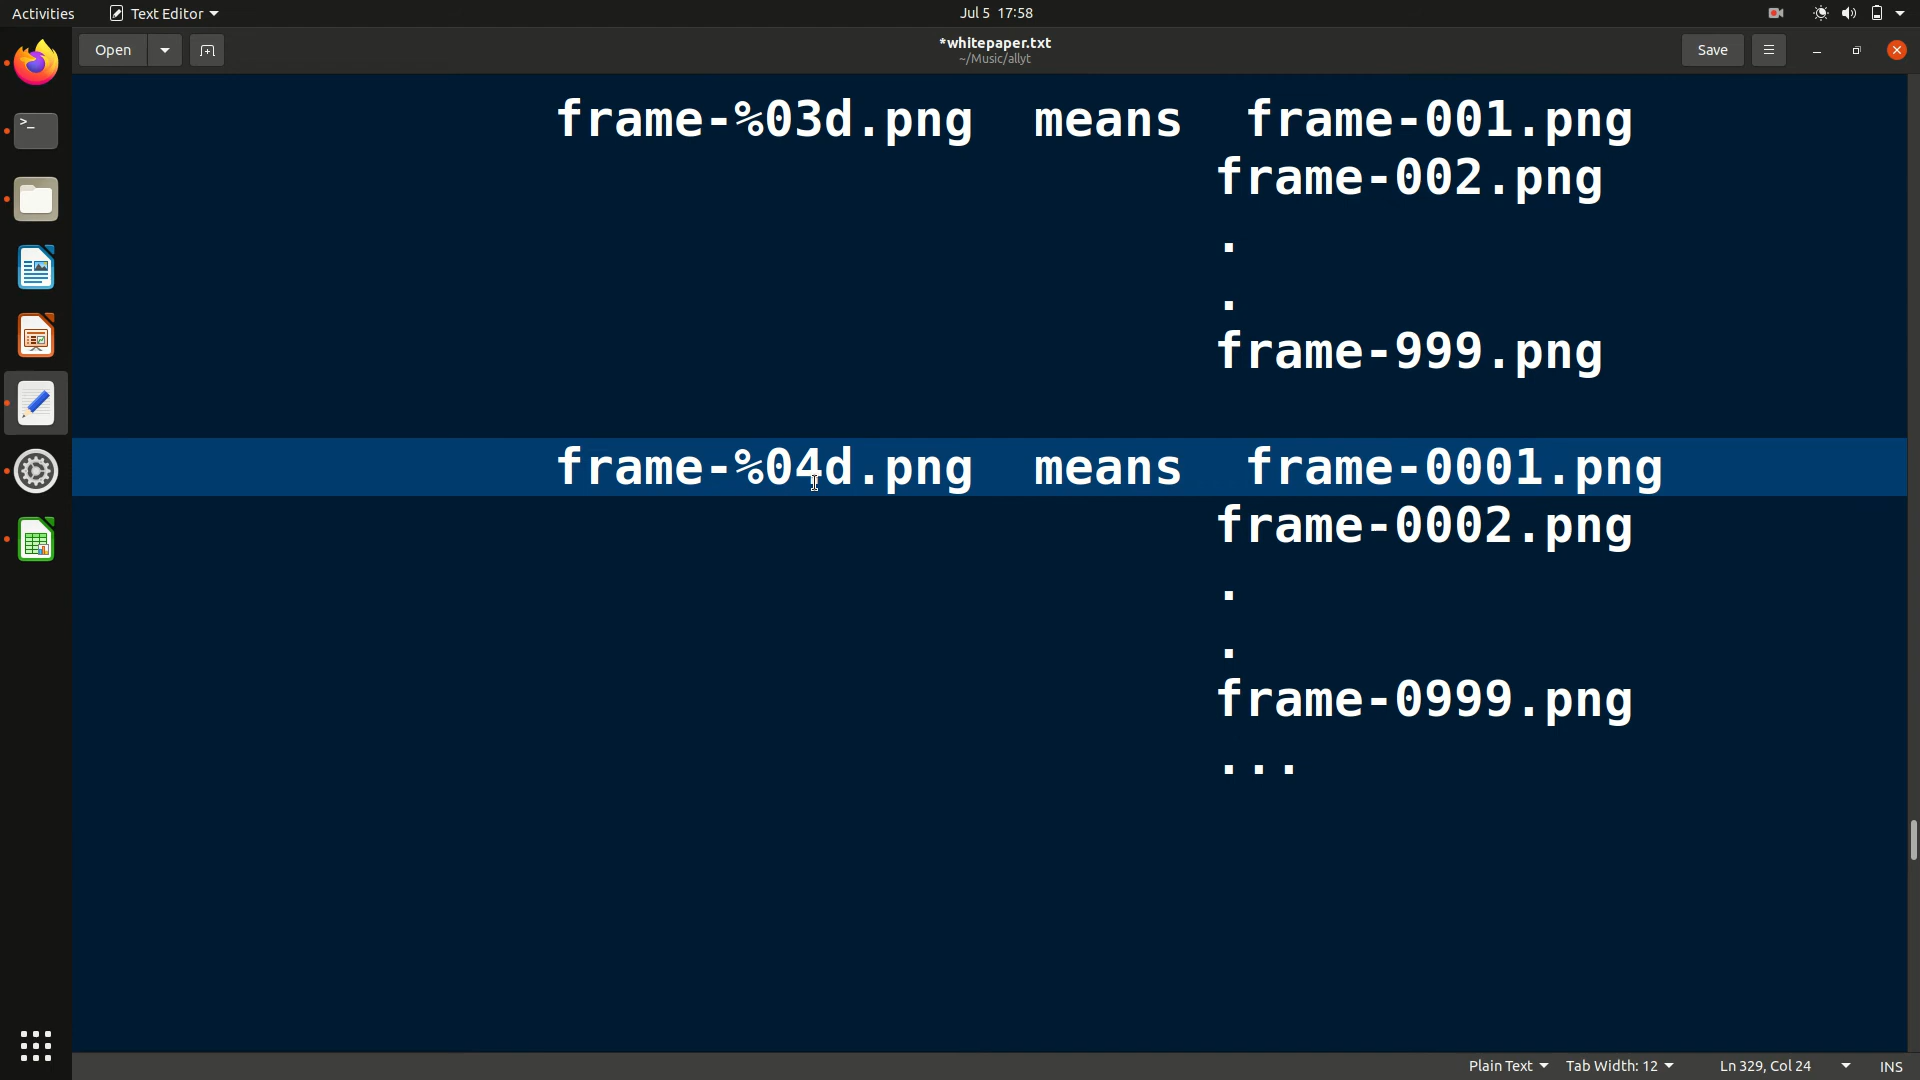 Activities Text Editor Jul 5 17:58
Open *whitepaper.txt Save
~/Music/allyt
frame-%03d.png means frame-001.png
frame-002.png
.
.
frame-999.png
frame-%04d.png means frame-0001.png
frame-0002.png
.
.
frame-0999.png
...
Plain Text Tab Width: 12 Ln 329, Col 24 INS